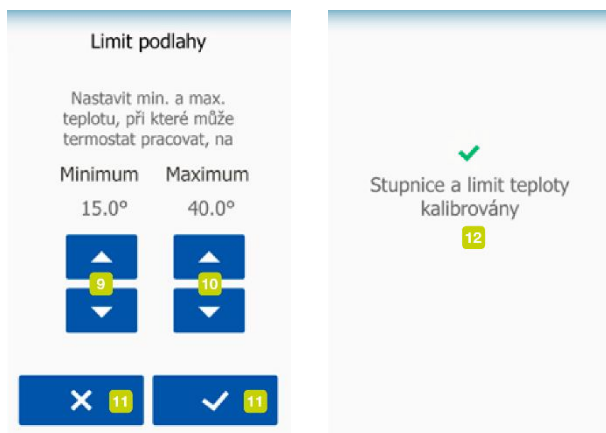 Limit podlahy
Nastavit min. a max.
teplotu, při které může
termostat pracovat, na
Minimum Maximum
15.0° 40.0°
9 10
11 11
Stupnice a limit teploty
kalibrovány
12